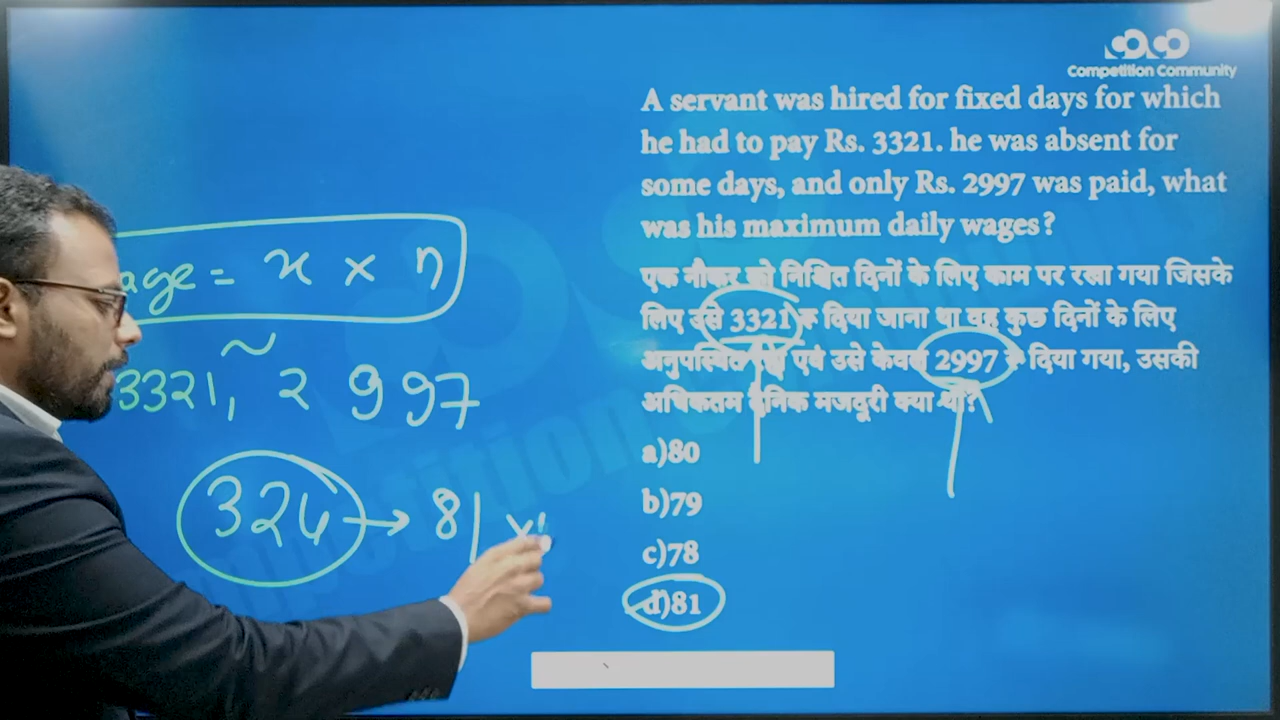 Competition Community
A servant was hired for fixed days for which
he had to pay Rs. 3321. he was absent for
some days, and only Rs. 2997 was paid, what
was his maximum daily wages?
एक नौकर को निश्चित दिनों के लिए काम पर रखा गया जिसके
लिए उसे 3321 रु दिया जाना था वह कुछ दिनों के लिए
अनुपस्थित एवं उसे केवल 2997 रु दिया गया, उसकी
अधिकतम दैनिक मजदूरी क्या थी?
a)80
b)79
c)78
d)81
age = x × n
3321, 2997
324 → 81 x